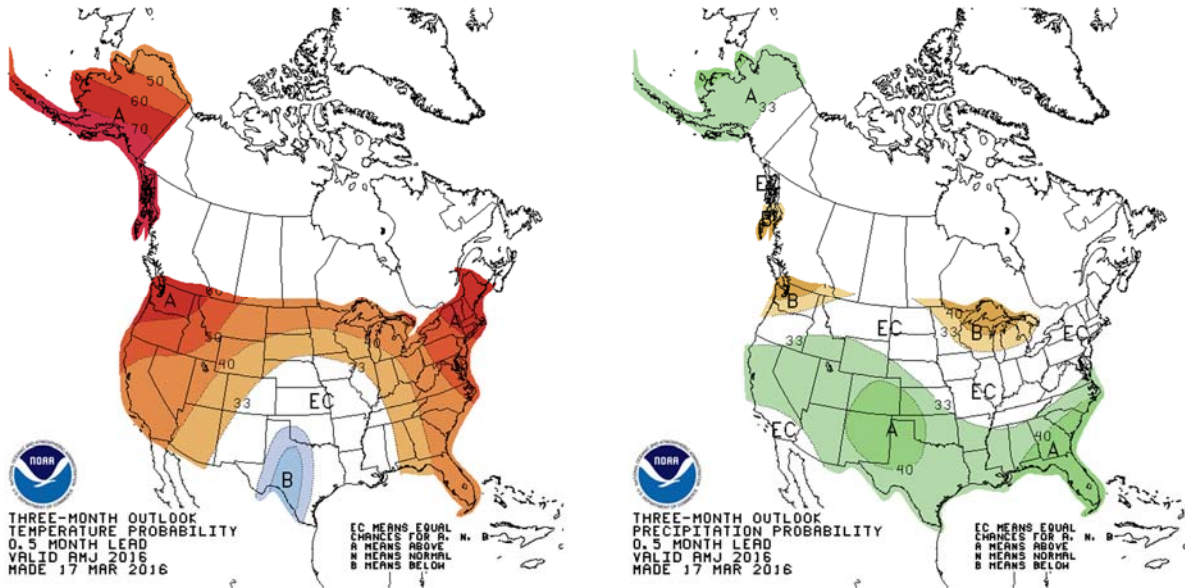 50
60
A
70
A
60
50
A
50
40
33
33
EC
B
NOAA
THREE-MONTH OUTLOOK
TEMPERATURE PROBABILITY
0.5 MONTH LEAD
VALID AMJ 2016
MADE 17 MAR 2016
EC MEANS EQUAL
CHANCES FOR A, N, B
A MEANS ABOVE
N MEANS NORMAL
B MEANS BELOW
A
33
B
40
33
EC
B
EC
33
EC
33
EC
A
40
40
A
NOAA
THREE-MONTH OUTLOOK
PRECIPITATION PROBABILITY
0.5 MONTH LEAD
VALID AMJ 2016
MADE 17 MAR 2016
EC MEANS EQUAL
CHANCES FOR A, N, B
A MEANS ABOVE
N MEANS NORMAL
B MEANS BELOW